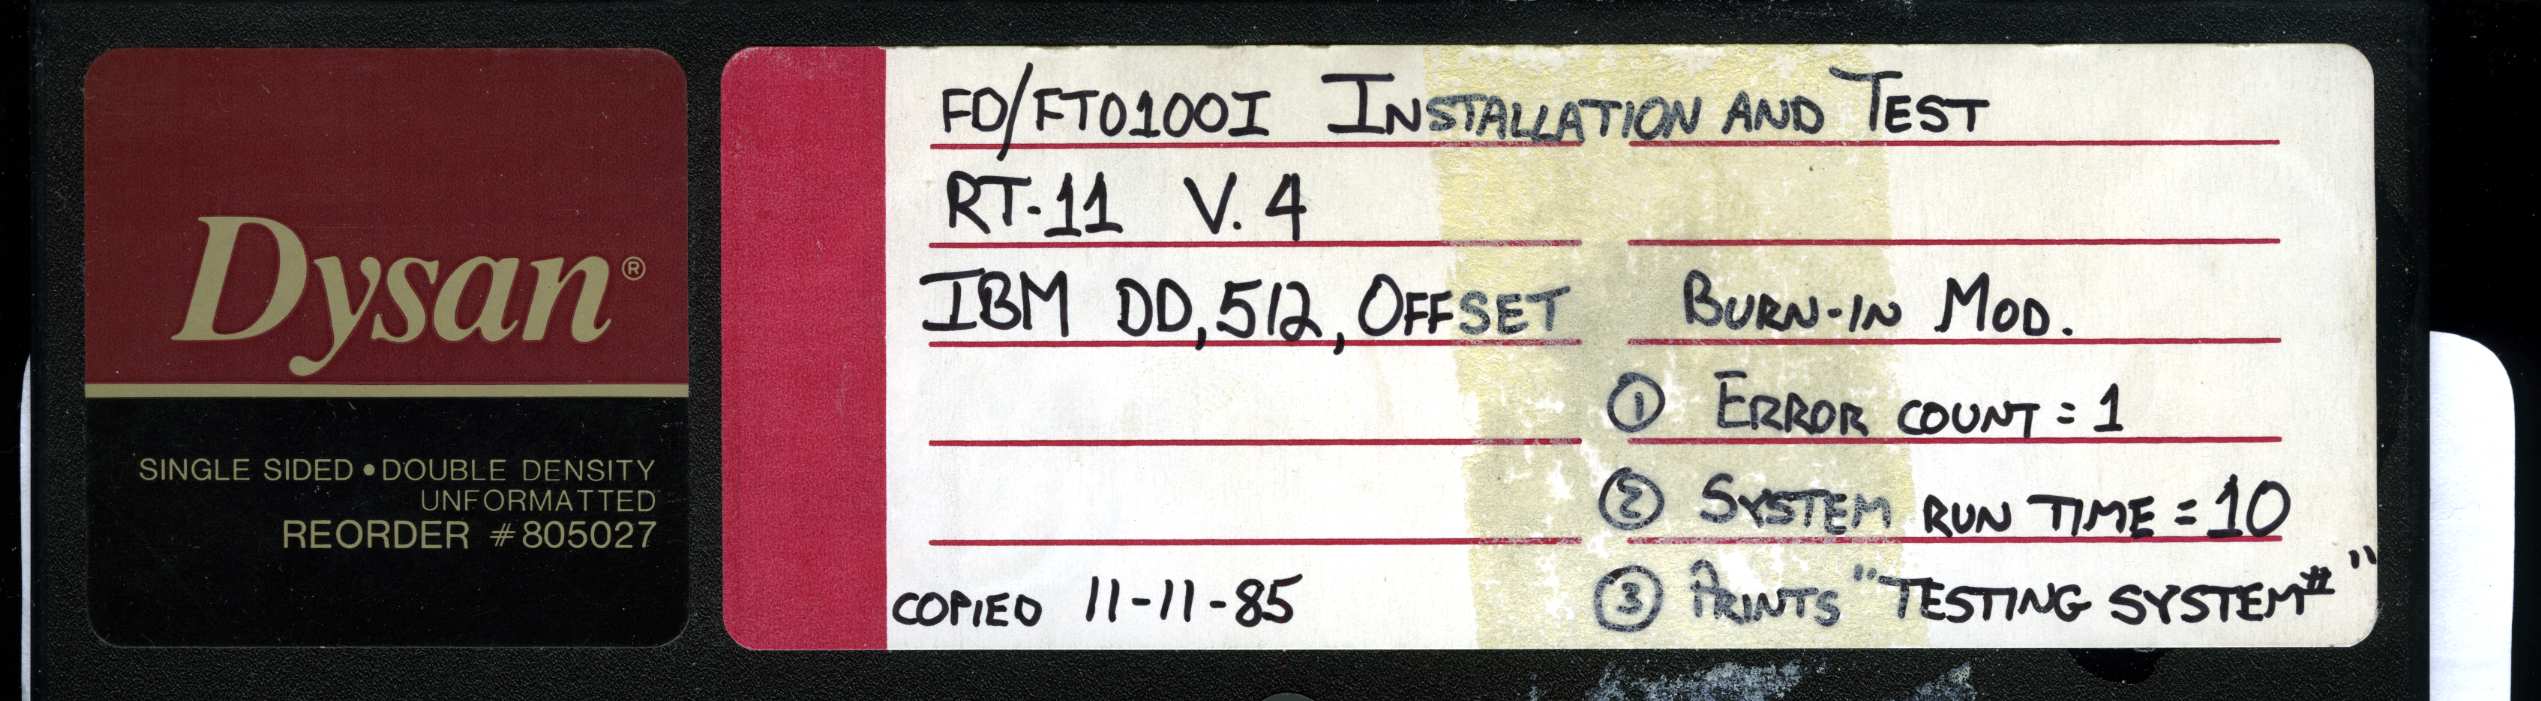 Dysan®
SINGLE SIDED • DOUBLE DENSITY
UNFORMATTED
REORDER #805027
FD/FT0100I INSTALLATION AND TEST
RT-11 V.4
IBM DD,512,OFFSET BURN-IN MOD.
① ERROR COUNT = 1
② SYSTEM RUN TIME = 10
COPIED 11-11-85 ③ PRINTS "TESTING SYSTEM#"